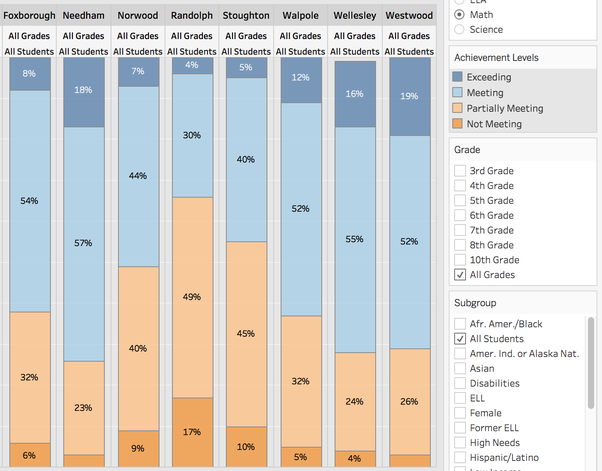 Foxborough Needham Norwood Randolph Stoughton Walpole Wellesley Westwood
All Grades All Grades All Grades All Grades All Grades All Grades All Grades All Grades
All Students All Students All Students All Students All Students All Students All Students All Students
8% 18% 7% 4% 5% 12% 16% 19%
54% 57% 44% 30% 40% 52% 55% 52%
32% 23% 40% 49% 45% 32% 24% 26%
6% 9% 17% 10% 5% 4%
Math
Science
Achievement Levels
Exceeding
Meeting
Partially Meeting
Not Meeting
Grade
3rd Grade
4th Grade
5th Grade
6th Grade
7th Grade
8th Grade
10th Grade
All Grades
Subgroup
Afr. Amer./Black
All Students
Amer. Ind. or Alaska Nat.
Asian
Disabilities
ELL
Female
Former ELL
High Needs
Hispanic/Latino